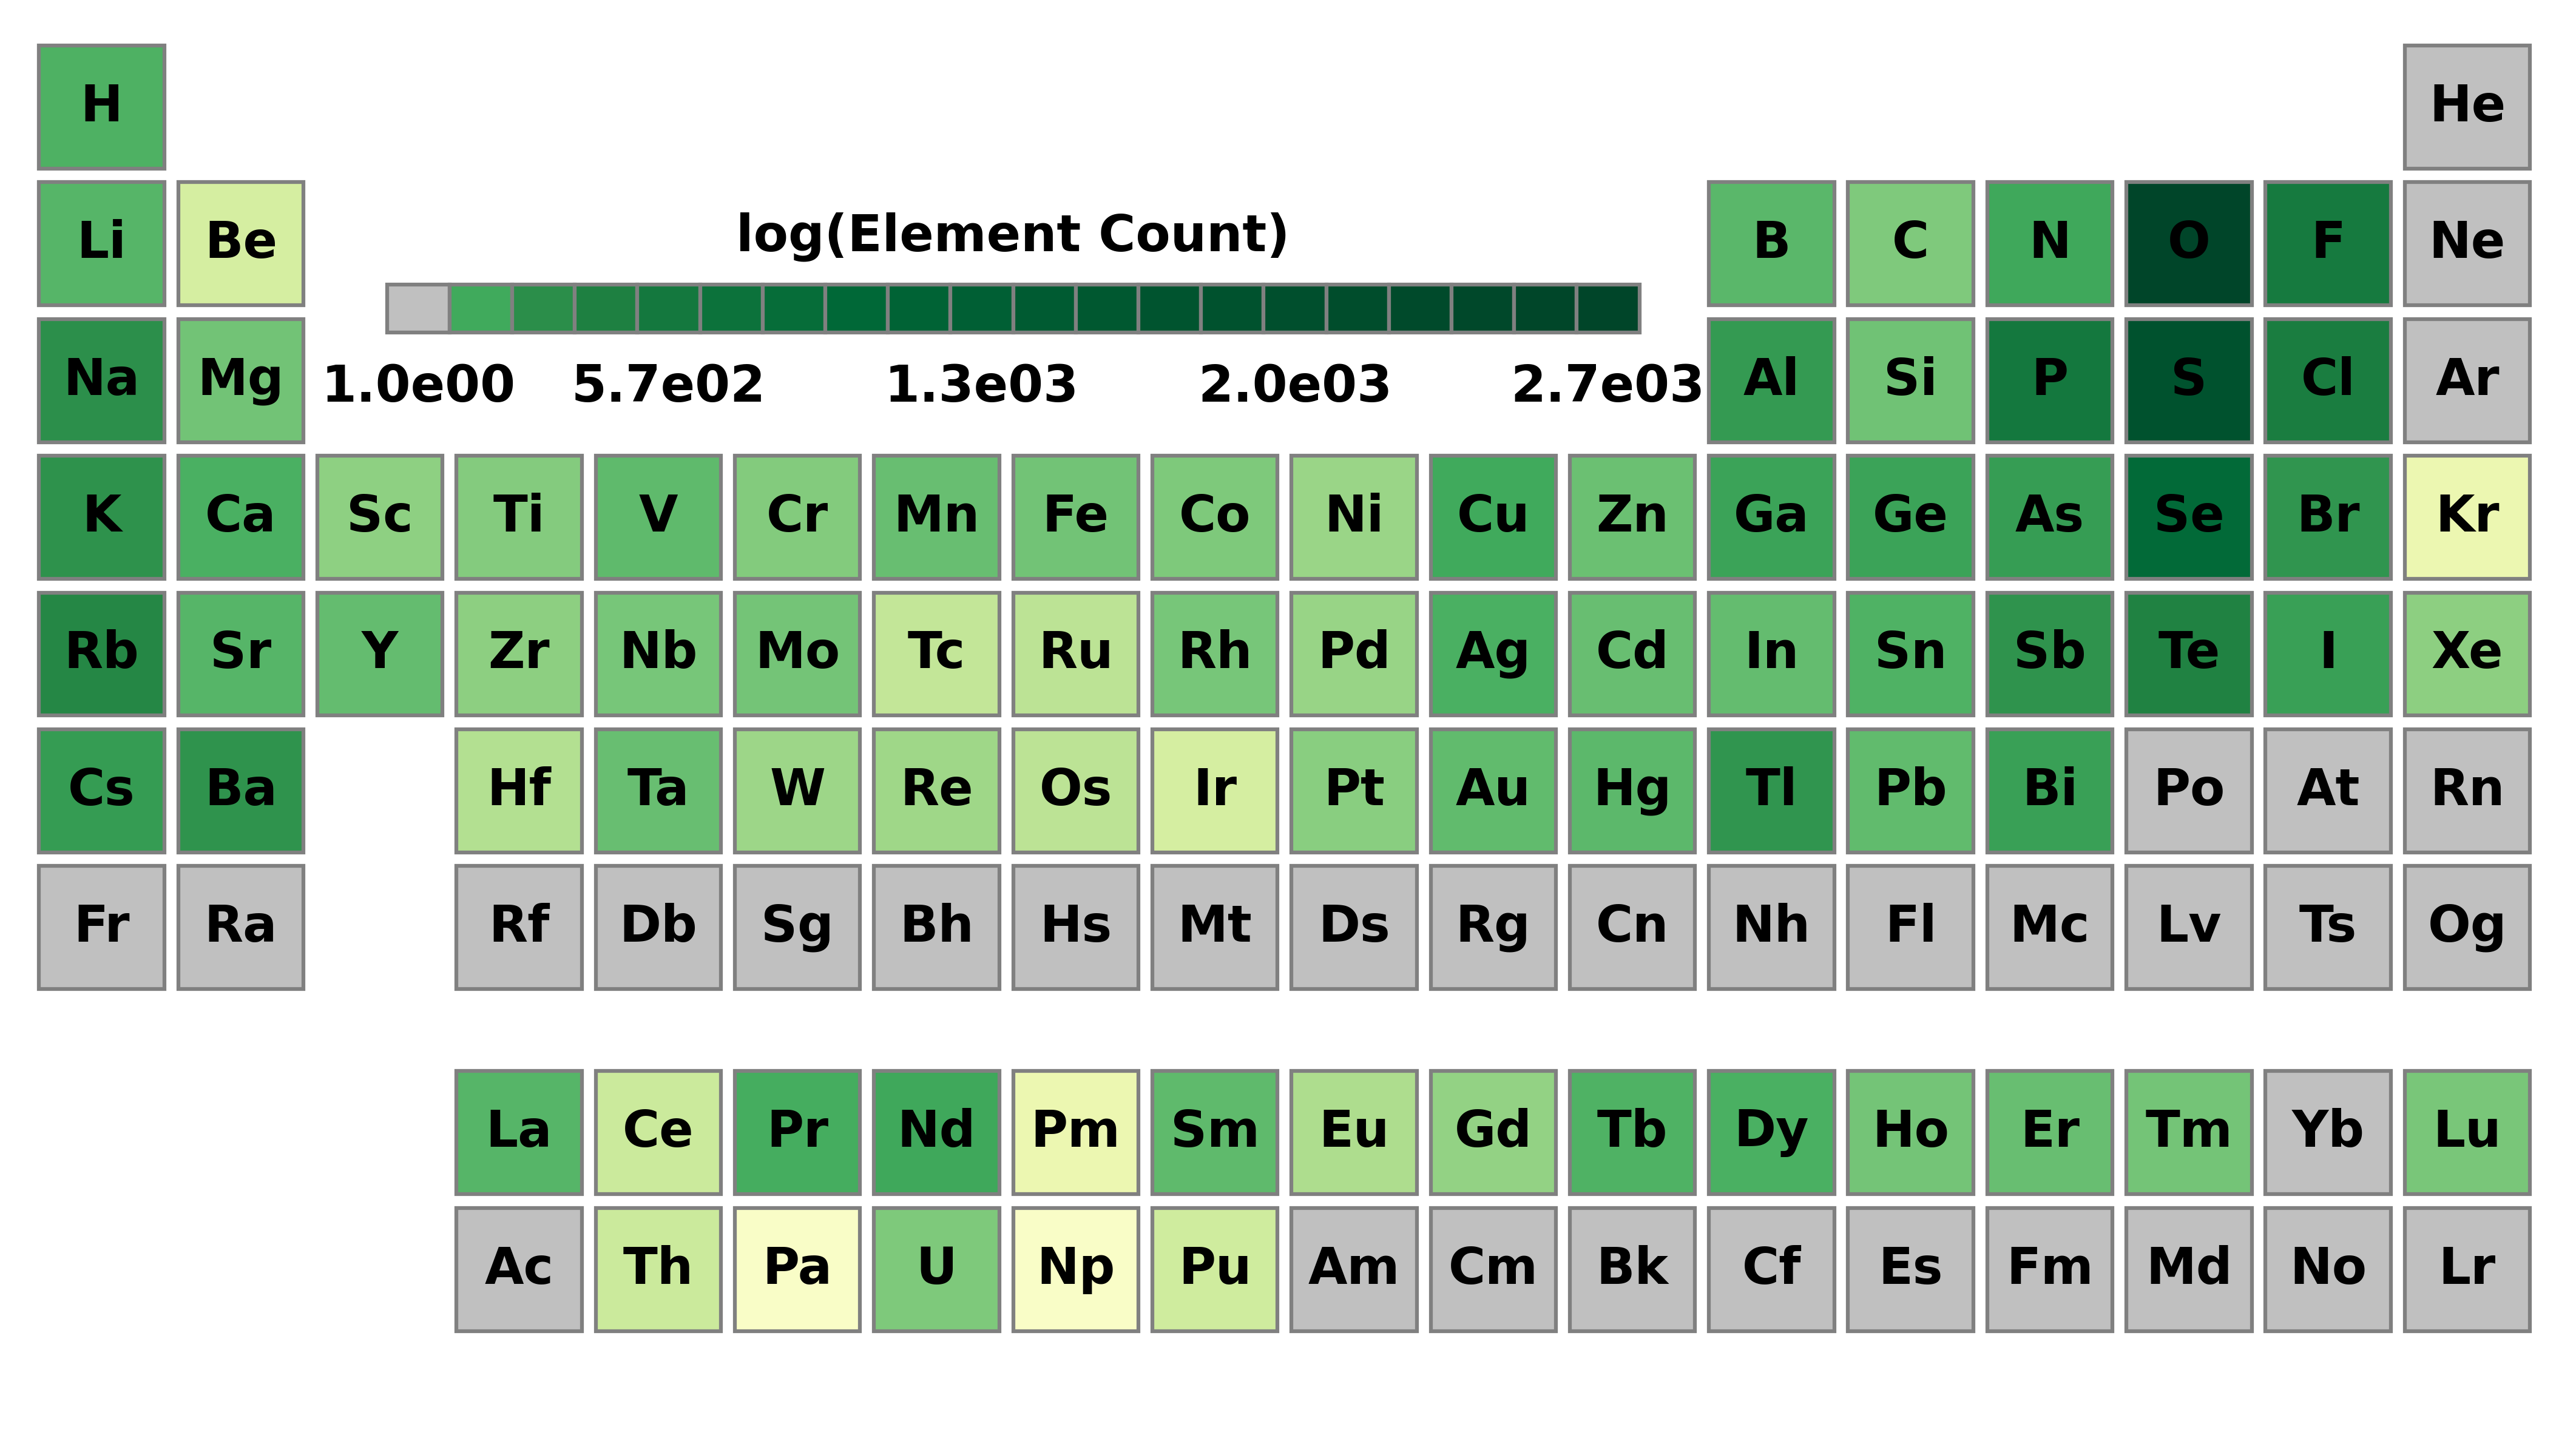 H He
Li Be log(Element Count) B C N O F Ne
Na Mg 1.0e00 5.7e02 1.3e03 2.0e03 2.7e03 Al Si P S Cl Ar
K Ca Sc Ti V Cr Mn Fe Co Ni Cu Zn Ga Ge As Se Br Kr
Rb Sr Y Zr Nb Mo Tc Ru Rh Pd Ag Cd In Sn Sb Te I Xe
Cs Ba Hf Ta W Re Os Ir Pt Au Hg Tl Pb Bi Po At Rn
Fr Ra Rf Db Sg Bh Hs Mt Ds Rg Cn Nh Fl Mc Lv Ts Og
La Ce Pr Nd Pm Sm Eu Gd Tb Dy Ho Er Tm Yb Lu
Ac Th Pa U Np Pu Am Cm Bk Cf Es Fm Md No Lr